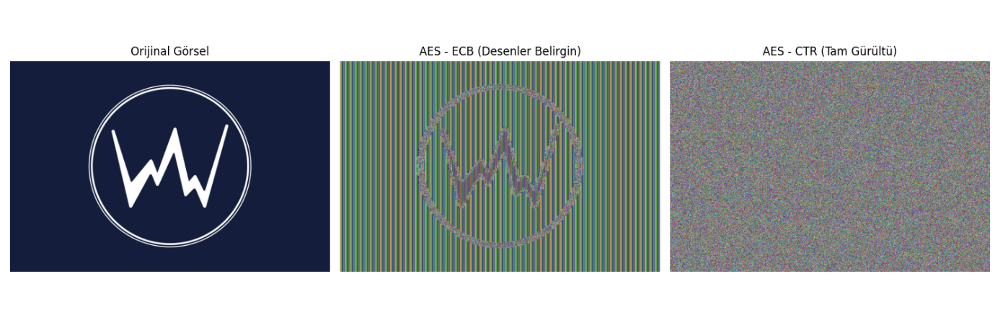 Orijinal Görsel
AES - ECB (Desenler Belirgin)
AES - CTR (Tam Gürültü)